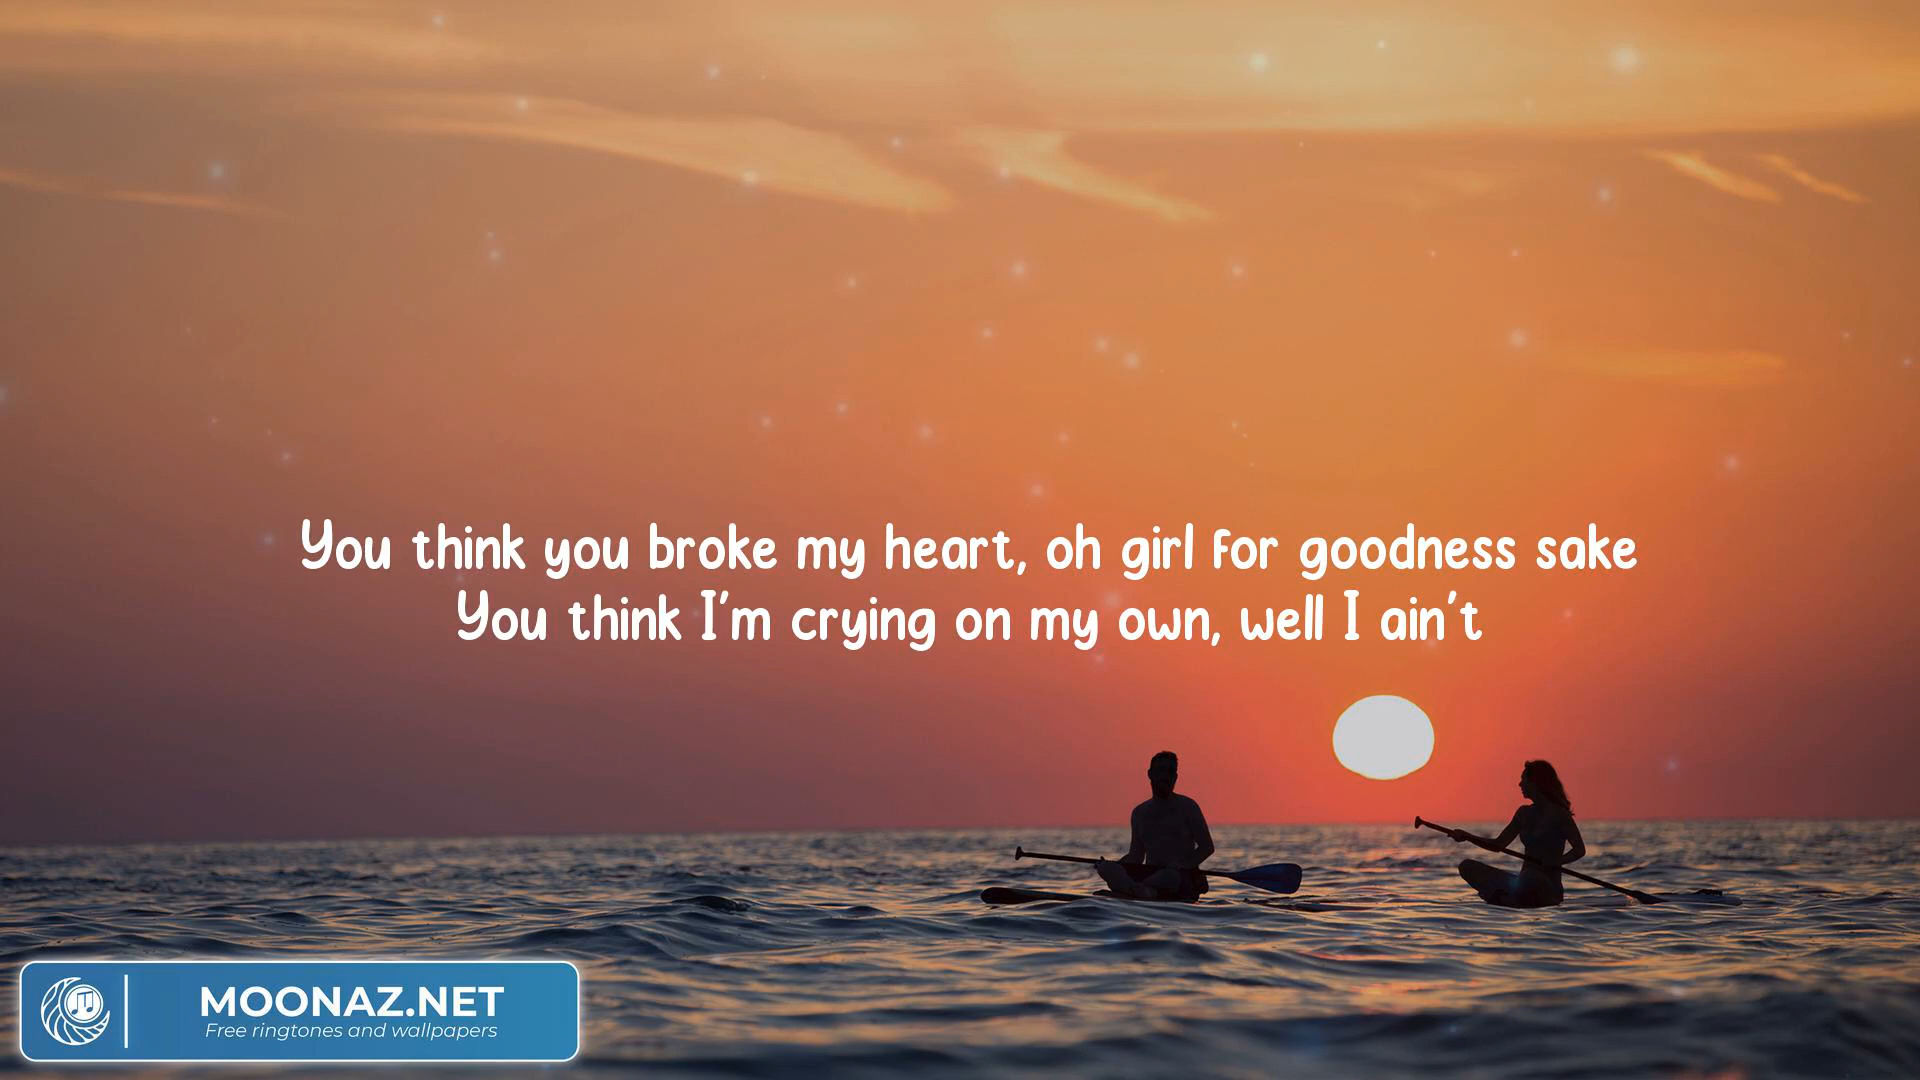 You think you broke my heart, oh girl for goodness sake
You think I'm crying on my own, well I ain't
MOONAZ.NET
Free ringtones and wallpapers